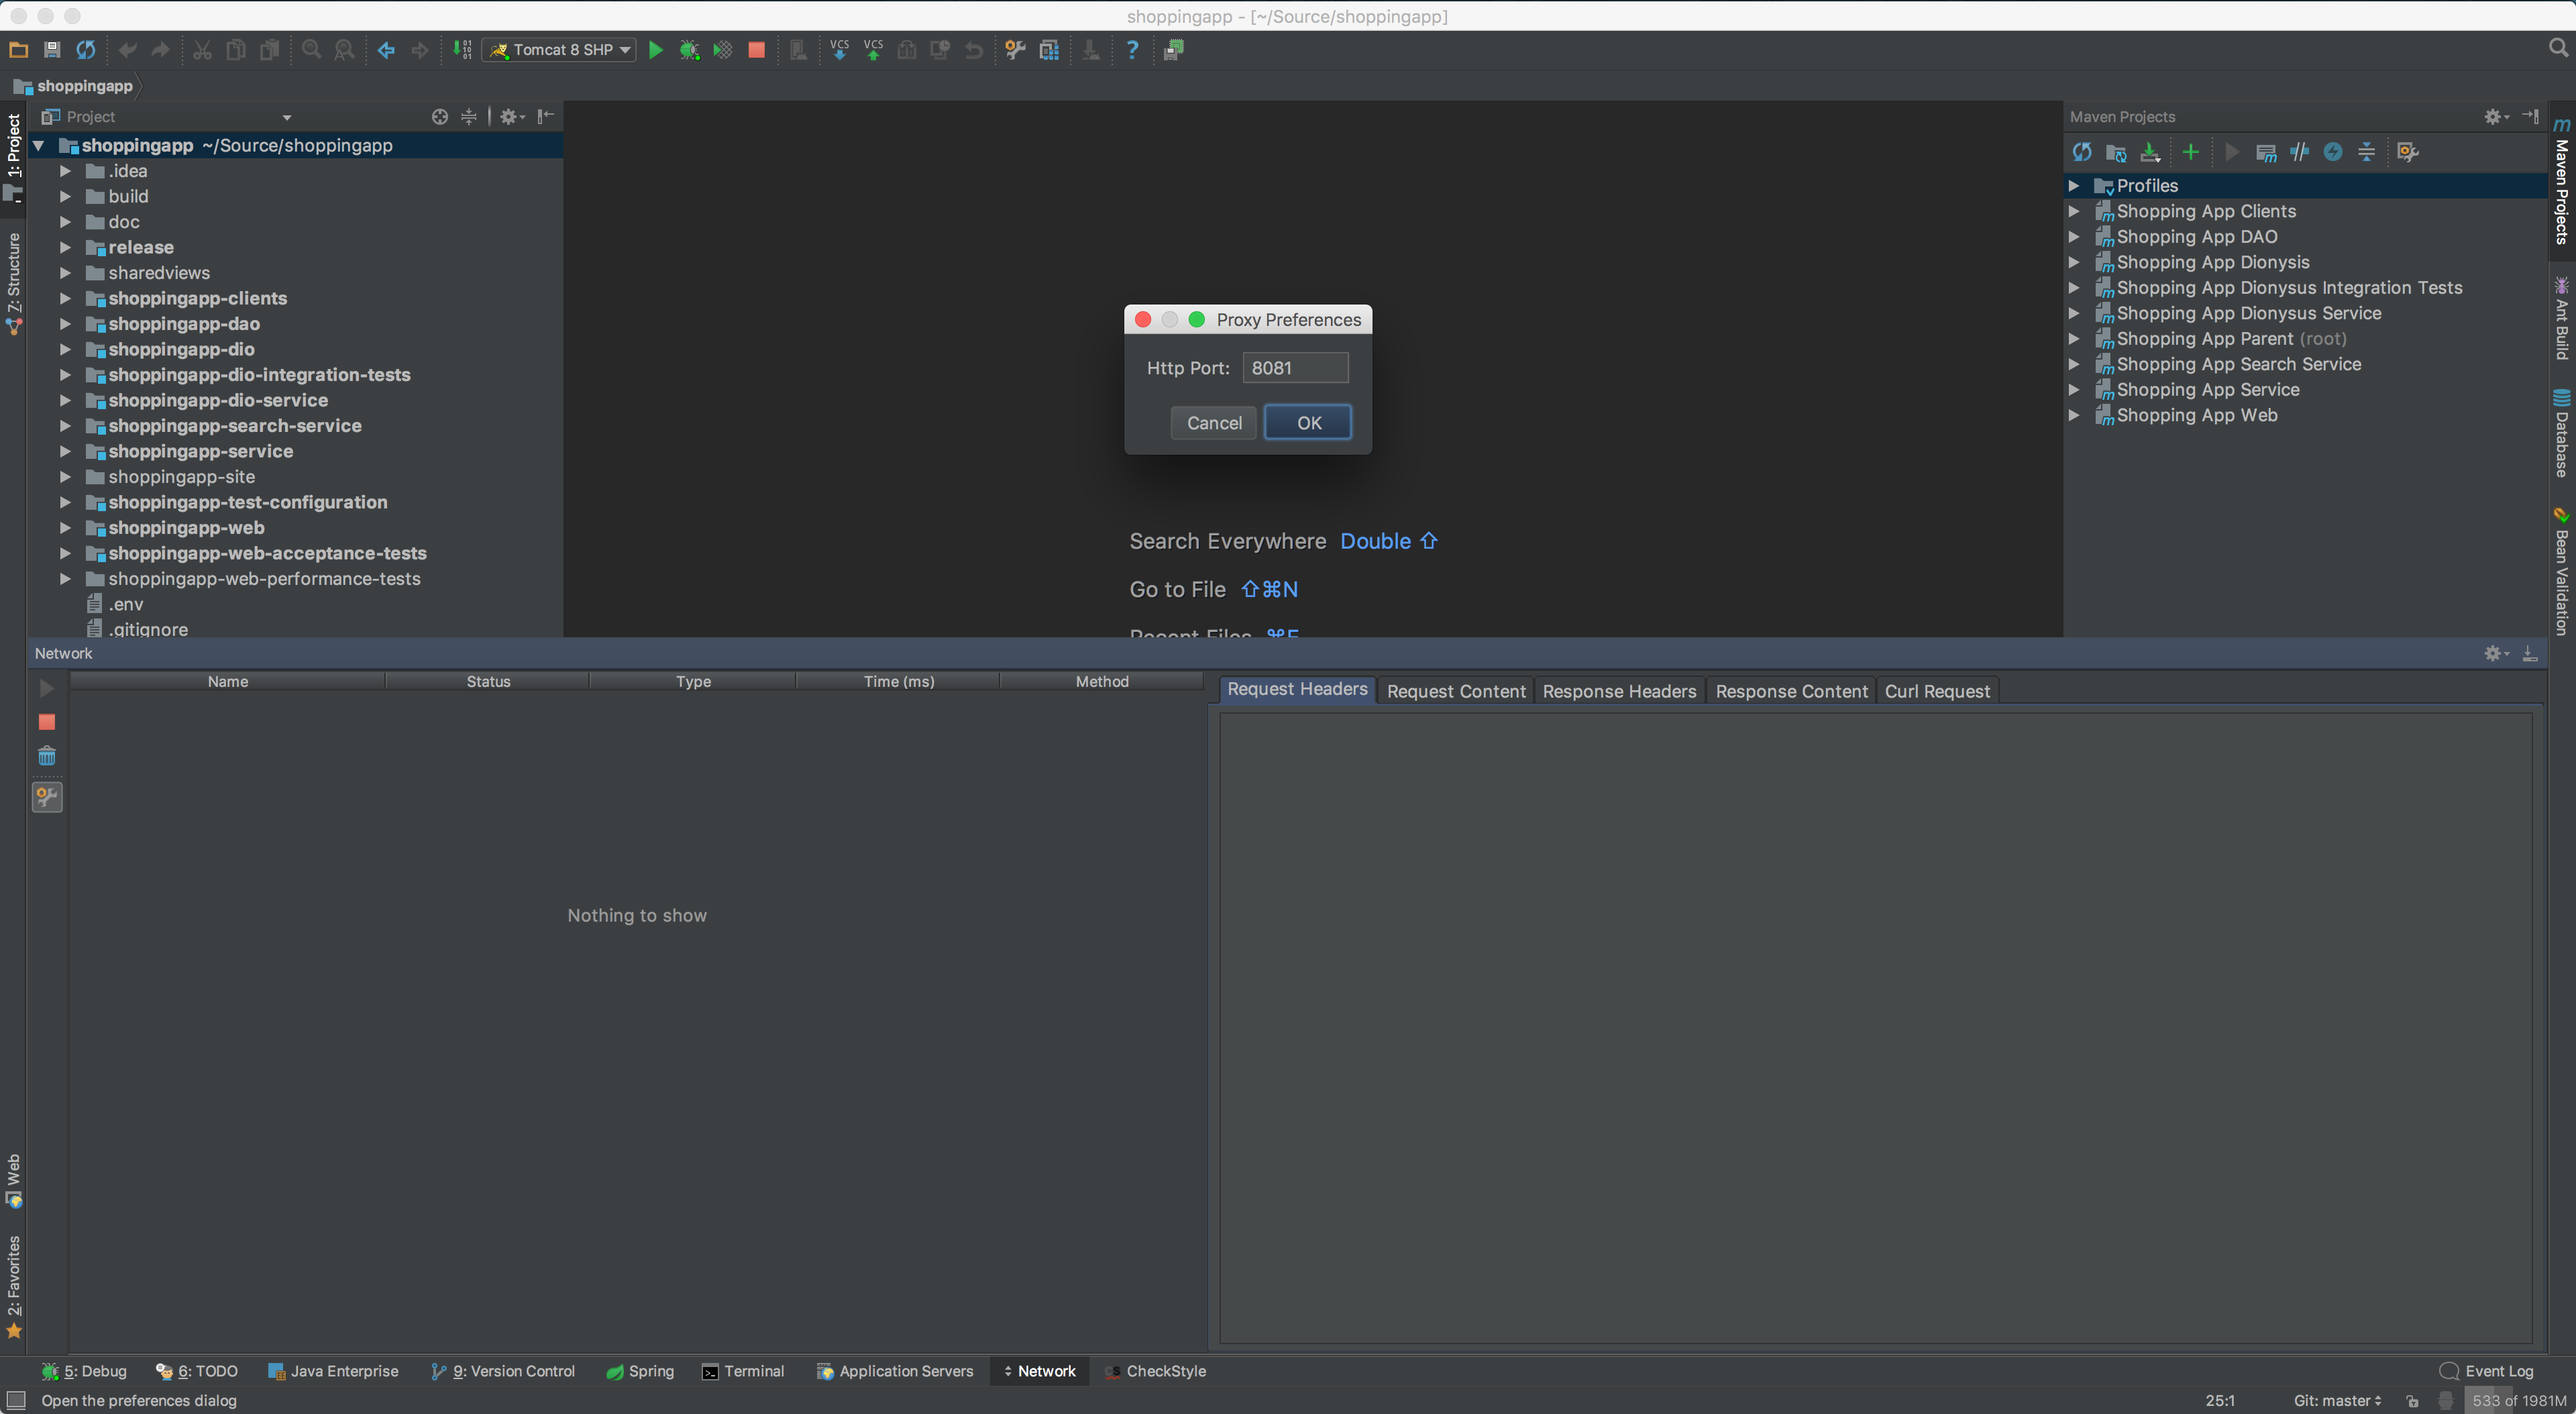 shoppingapp - [~/Source/shoppingapp]
Tomcat 8 SHP
VCS
VCS
?
shoppingapp
Project
shoppingapp ~/Source/shoppingapp
.idea
build
doc
release
sharedviews
shoppingapp-clients
shoppingapp-dao
shoppingapp-dio
shoppingapp-dio-integration-tests
shoppingapp-dio-service
shoppingapp-search-service
shoppingapp-service
shoppingapp-site
shoppingapp-test-configuration
shoppingapp-web
shoppingapp-web-acceptance-tests
shoppingapp-web-performance-tests
.env
.gitignore
1: Project
Z: Structure
Web
2: Favorites
Proxy Preferences
Http Port: 8081
Cancel OK
Search Everywhere Double ⇧
Go to File ⇧⌘N
Recent Files ⌘E
Maven Projects
Profiles
Shopping App Clients
Shopping App DAO
Shopping App Dionysis
Shopping App Dionysus Integration Tests
Shopping App Dionysus Service
Shopping App Parent (root)
Shopping App Search Service
Shopping App Service
Shopping App Web
Maven Projects
Ant Build
Database
Bean Validation
Network
Name Status Type Time (ms) Method
Nothing to show
Request Headers Request Content Response Headers Response Content Curl Request
5: Debug 6: TODO Java Enterprise 9: Version Control Spring Terminal Application Servers Network CheckStyle Event Log
Open the preferences dialog 25:1 Git: master 533 of 1981M